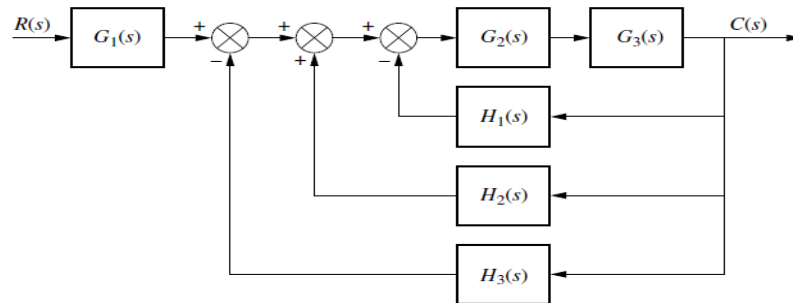 R(s) G₁(s) + − + + + − G₂(s) G₃(s) C(s)
H₁(s)
H₂(s)
H₃(s)